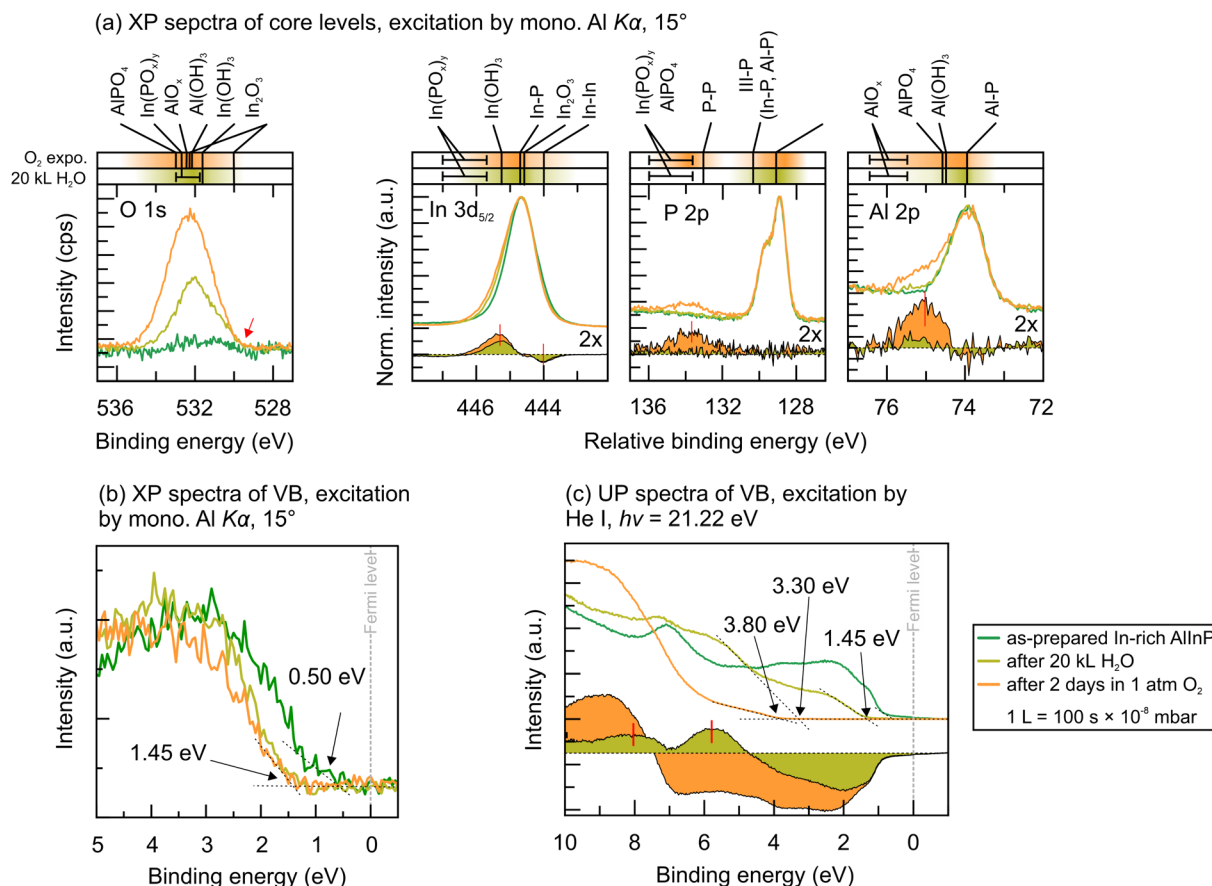 (a) XP sepctra of core levels, excitation by mono. Al Kα, 15°
AlPO₄
In(POₓ)ᵧ
AlOₓ
Al(OH)₃
In(OH)₃
In₂O₃
In(POₓ)ᵧ
In(OH)₃
In-P
In₂O₃
In-In
In(POₓ)ᵧ
AlPO₄
P-P
III-P
(In-P, Al-P)
AlOₓ
AlPO₄
Al(OH)₃
Al-P
O₂ expo.
20 kL H₂O
O 1s
In 3d₅/₂
P 2p
Al 2p
Intensity (cps)
Norm. intensity (a.u.)
2x
2x
2x
536 532 528
446 444
136 132 128
76 74 72
Binding energy (eV)
Relative binding energy (eV)
(b) XP spectra of VB, excitation
by mono. Al Kα, 15°
Fermi level
0.50 eV
1.45 eV
Intensity (a.u.)
5 4 3 2 1 0
Binding energy (eV)
(c) UP spectra of VB, excitation by
He I, hν = 21.22 eV
Fermi level
3.30 eV
3.80 eV
1.45 eV
Intensity (a.u.)
10 8 6 4 2 0
Binding energy (eV)
as-prepared In-rich AlInP
after 20 kL H₂O
after 2 days in 1 atm O₂
1 L = 100 s × 10⁻⁸ mbar